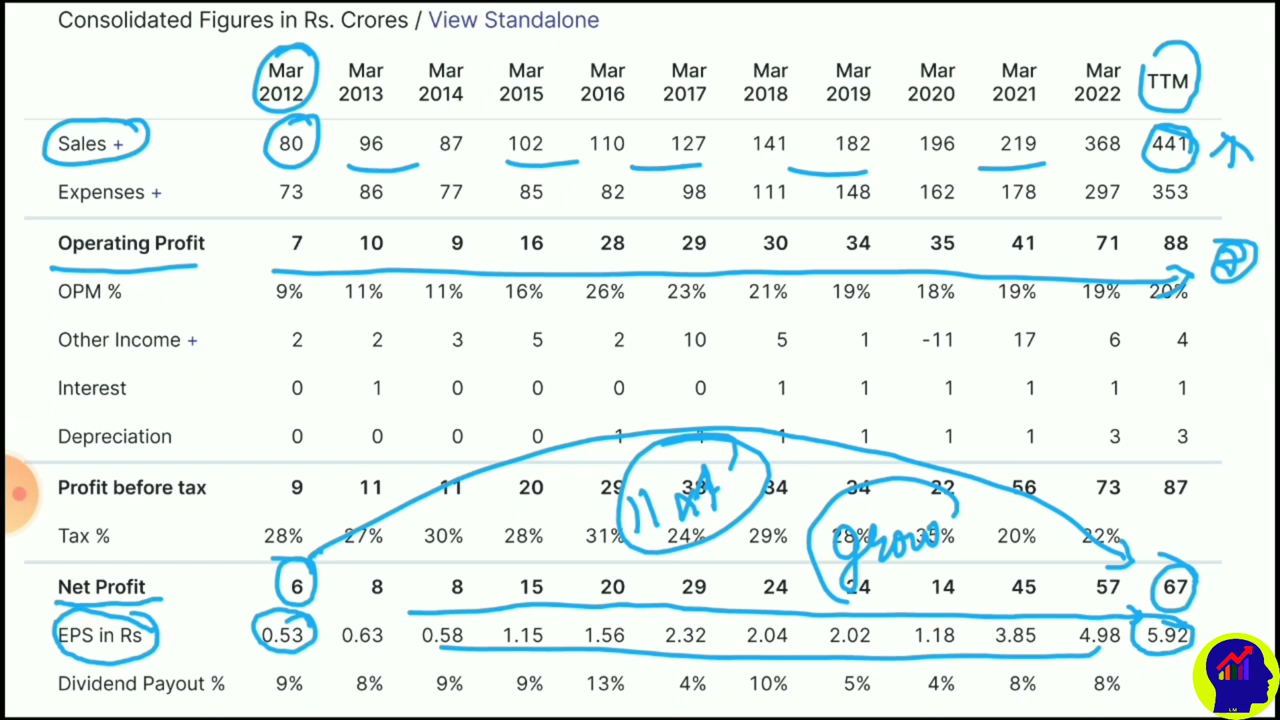 Consolidated Figures in Rs. Crores / View Standalone
Mar 2012 Mar 2013 Mar 2014 Mar 2015 Mar 2016 Mar 2017 Mar 2018 Mar 2019 Mar 2020 Mar 2021 Mar 2022 TTM
Sales + 80 96 87 102 110 127 141 182 196 219 368 441
Expenses + 73 86 77 85 82 98 111 148 162 178 297 353
Operating Profit 7 10 9 16 28 29 30 34 35 41 71 88
OPM % 9% 11% 11% 16% 26% 23% 21% 19% 18% 19% 19% 20%
Other Income + 2 2 3 5 2 10 5 1 -11 17 6 4
Interest 0 1 0 0 0 0 1 1 1 1 1 1
Depreciation 0 0 0 0 1 1 1 1 1 1 3 3
Profit before tax 9 11 11 20 29 38 34 34 22 56 73 87
Tax % 28% 27% 30% 28% 31% 24% 29% 28% 35% 20% 22%
grow
Net Profit 6 8 8 15 20 29 24 24 14 45 57 67
EPS in Rs 0.53 0.63 0.58 1.15 1.56 2.32 2.04 2.02 1.18 3.85 4.98 5.92
Dividend Payout % 9% 8% 9% 9% 13% 4% 10% 5% 4% 8% 8%